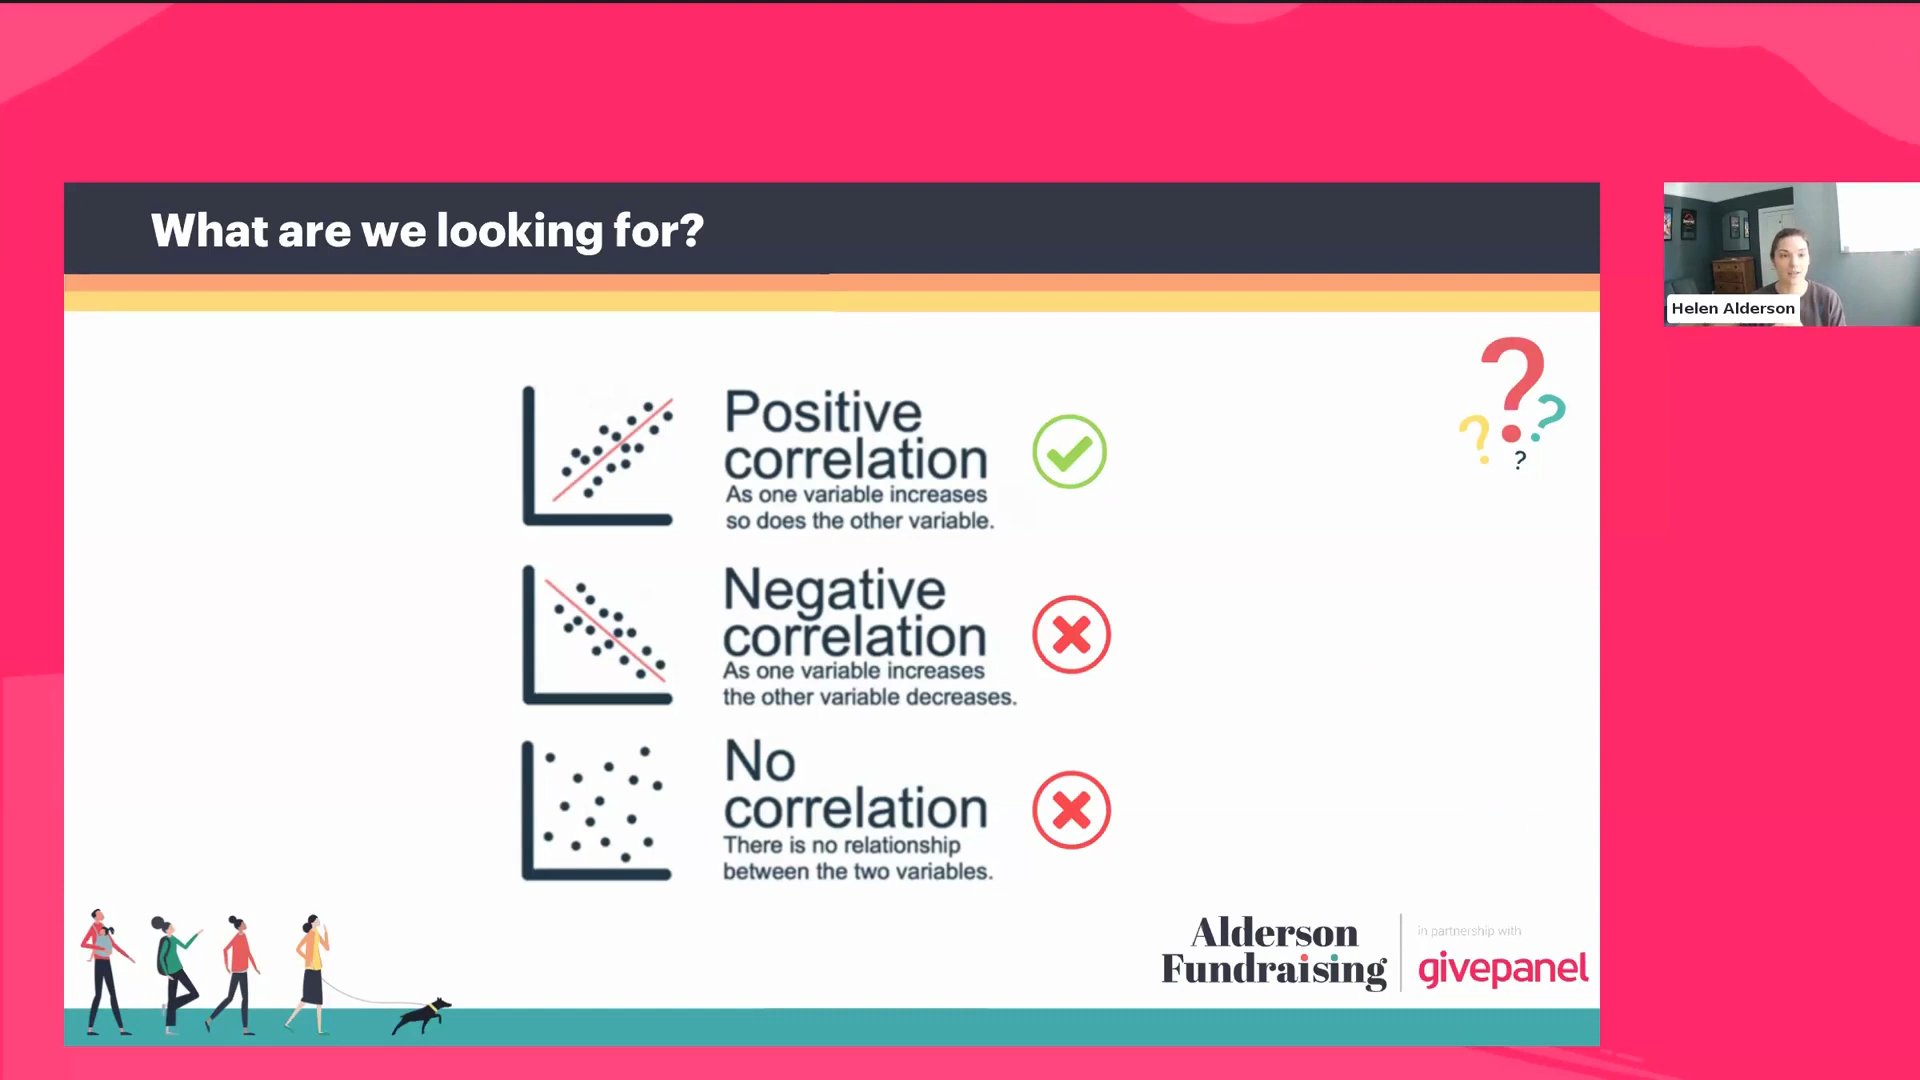 What are we looking for?
Helen Alderson
?
?
?
?
Positive
correlation
As one variable increases
so does the other variable.
Negative
correlation
As one variable increases
the other variable decreases.
No
correlation
There is no relationship
between the two variables.
Alderson
Fundraising
in partnership with
givepanel